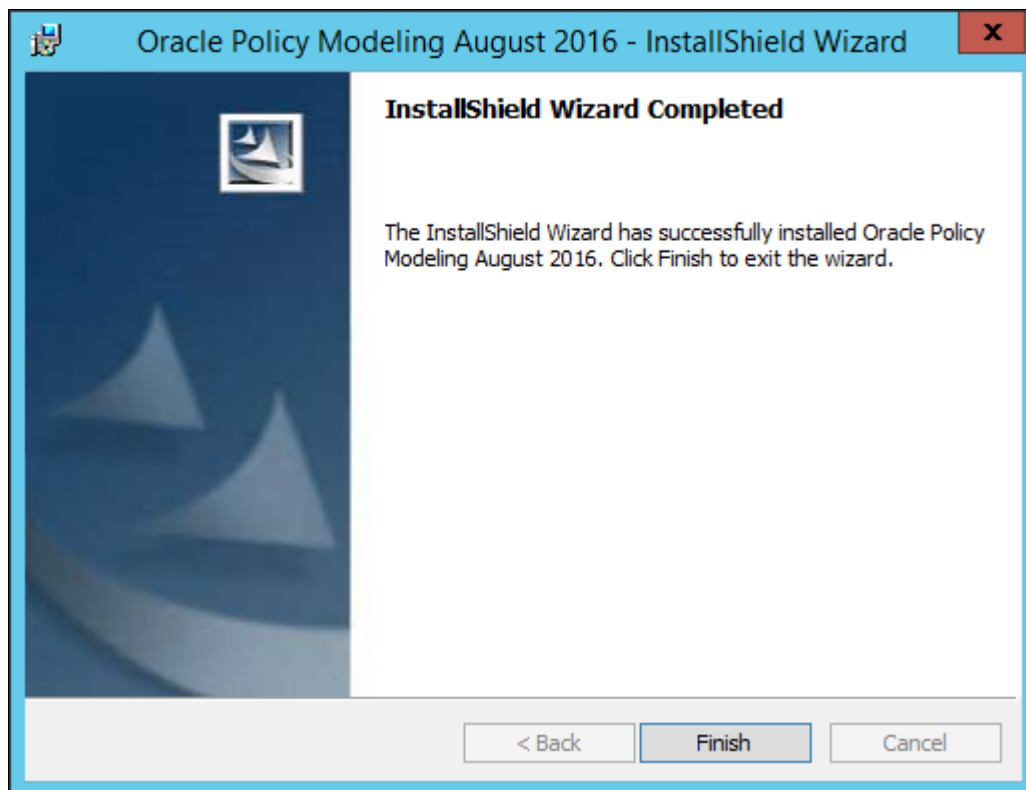 Oracle Policy Modeling August 2016 - InstallShield Wizard
x
InstallShield Wizard Completed
The InstallShield Wizard has successfully installed Oracle Policy
Modeling August 2016. Click Finish to exit the wizard.
< Back Finish Cancel